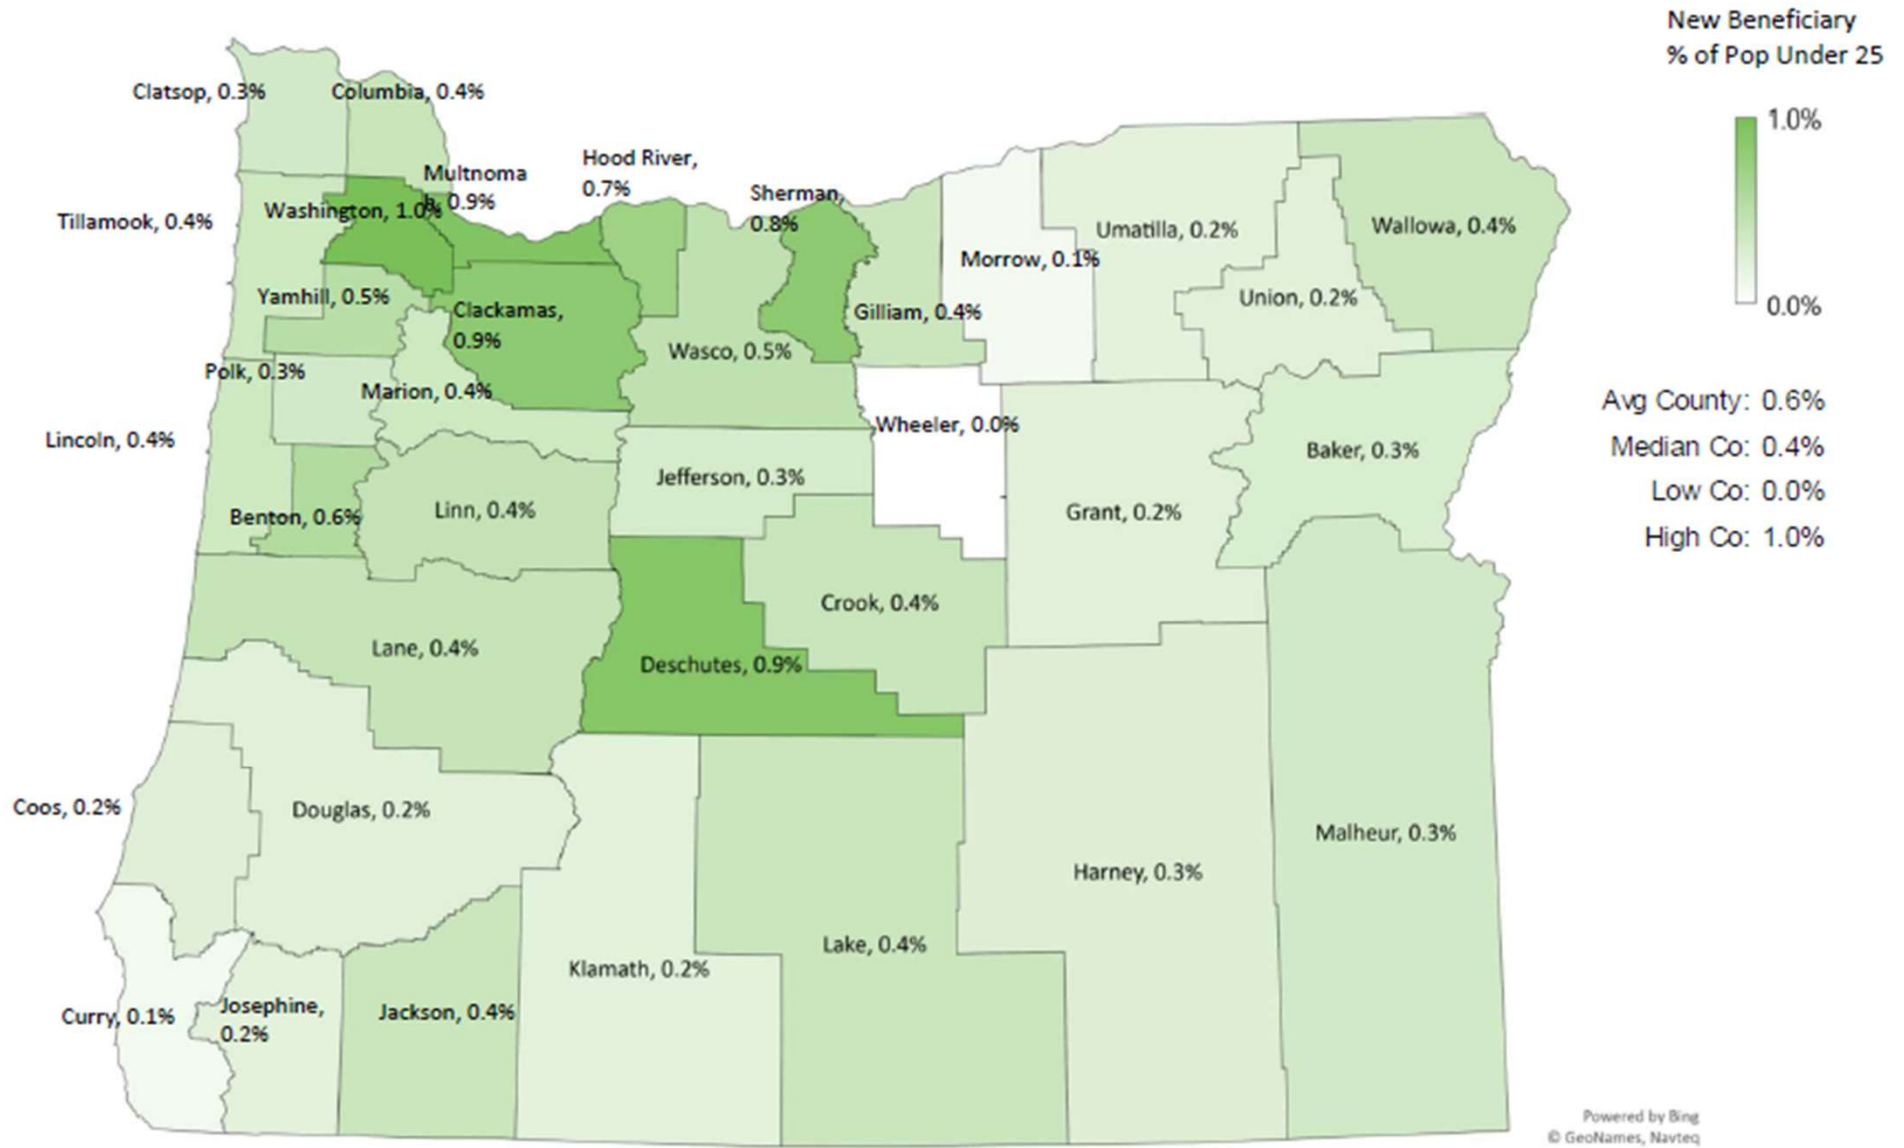 New Beneficiary
% of Pop Under 25
1.0%
0.0%
Avg County: 0.6%
Median Co: 0.4%
Low Co: 0.0%
High Co: 1.0%
Clatsop, 0.3%
Columbia, 0.4%
Multnoma
h, 0.9%
Hood River,
0.7%
Sherman,
0.8%
Tillamook, 0.4%
Washington, 1.0%
Wallowa, 0.4%
Umatilla, 0.2%
Morrow, 0.1%
Union, 0.2%
Yamhill, 0.5%
Clackamas,
0.9%
Gilliam, 0.4%
Wasco, 0.5%
Polk, 0.3%
Marion, 0.4%
Wheeler, 0.0%
Lincoln, 0.4%
Baker, 0.3%
Jefferson, 0.3%
Benton, 0.6%
Linn, 0.4%
Grant, 0.2%
Crook, 0.4%
Lane, 0.4%
Deschutes, 0.9%
Coos, 0.2%
Douglas, 0.2%
Malheur, 0.3%
Harney, 0.3%
Lake, 0.4%
Klamath, 0.2%
Curry, 0.1%
Josephine,
0.2%
Jackson, 0.4%
Powered by Bing
© GeoNames, Navteq